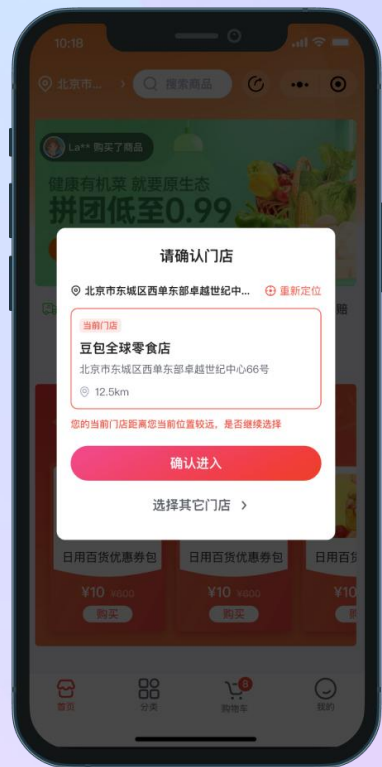 10:18
北京市...
搜索商品
La** 购买了商品
健康有机菜 就要原生态
拼团低至0.99
请确认门店
北京市东城区西单东部卓越世纪中...
重新定位
赔
当前门店
豆包全球零食店
北京市东城区西单东部卓越世纪中心66号
12.5km
您的当前门店距离您当前位置较远，是否继续选择
确认进入
选择其它门店
日用百货优惠券包
日用百货优惠券包
日用百货
¥10 ¥600
¥10 ¥600
¥10
购买
购买
首页
分类
8
购物车
我的